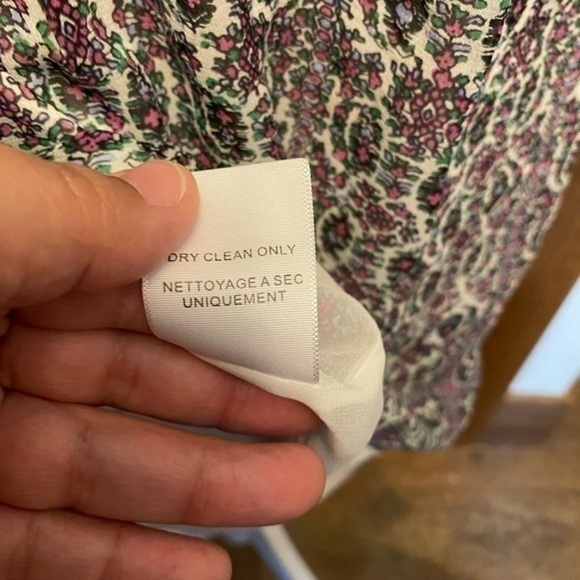 DRY CLEAN ONLY
NETTOYAGE A SEC
UNIQUEMENT